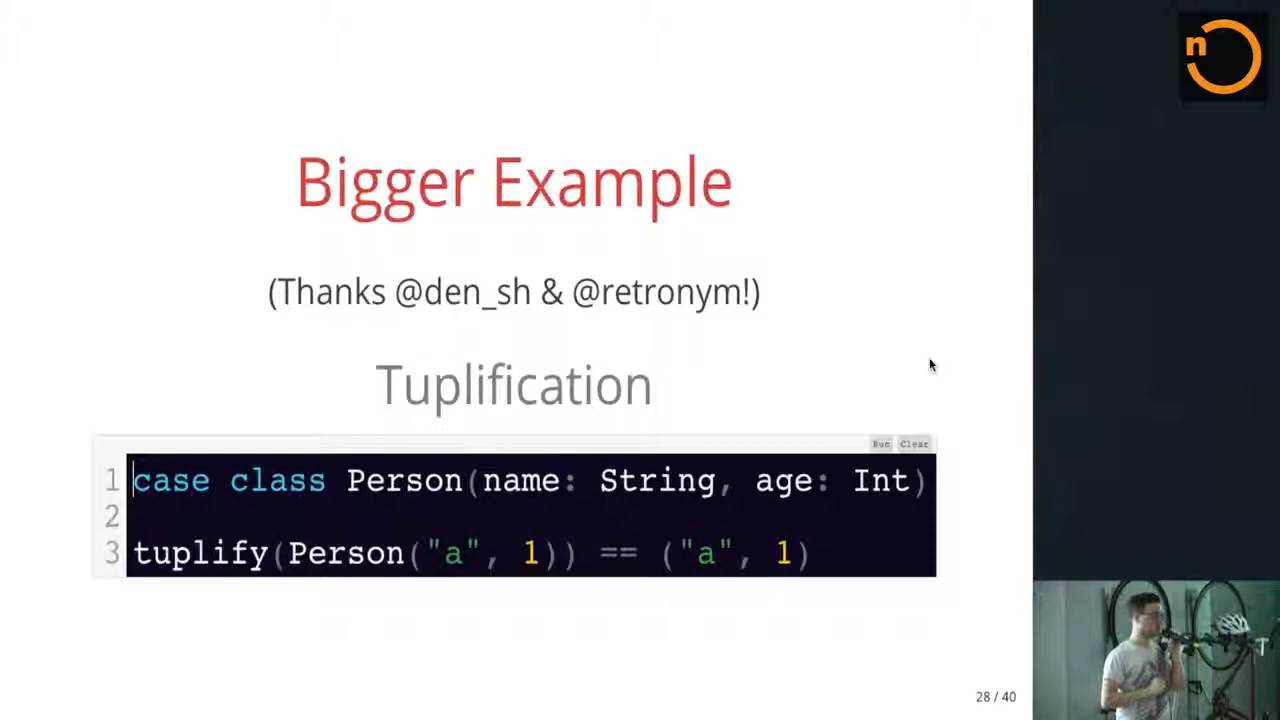 n
Bigger Example
(Thanks @den_sh & @retronym!)
Tuplification
Run Clear
1 case class Person(name: String, age: Int)
2
3 tuplify(Person("a", 1)) == ("a", 1)
28 / 40